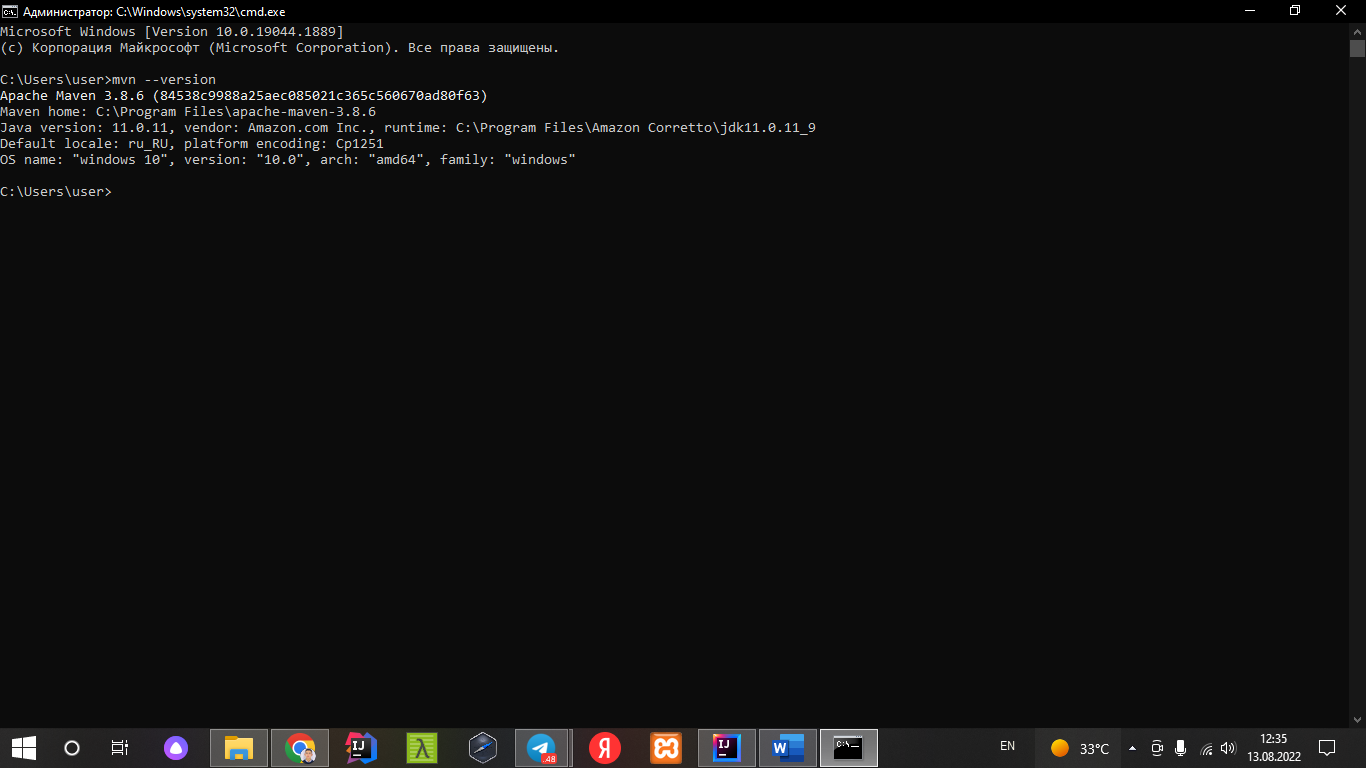 Администратор: C:\Windows\system32\cmd.exe
Microsoft Windows [Version 10.0.19044.1889]
(c) Корпорация Майкрософт (Microsoft Corporation). Все права защищены.
C:\Users\user>mvn --version
Apache Maven 3.8.6 (84538c9988a25aec085021c365c560670ad80f63)
Maven home: C:\Program Files\apache-maven-3.8.6
Java version: 11.0.11, vendor: Amazon.com Inc., runtime: C:\Program Files\Amazon Corretto\jdk11.0.11_9
Default locale: ru_RU, platform encoding: Cp1251
OS name: "windows 10", version: "10.0", arch: "amd64", family: "windows"
C:\Users\user>
EN
33°C
12:35
13.08.2022